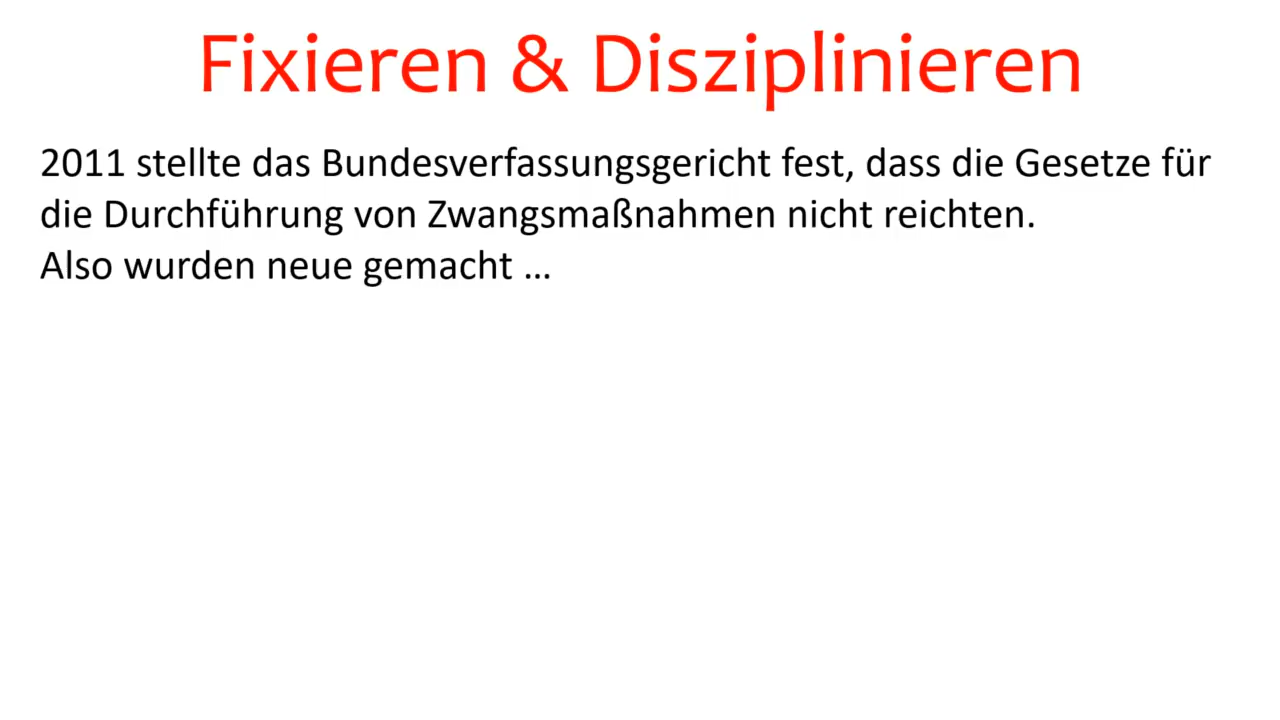 Fixieren & Disziplinieren
2011 stellte das Bundesverfassungsgericht fest, dass die Gesetze für
die Durchführung von Zwangsmaßnahmen nicht reichten.
Also wurden neue gemacht …